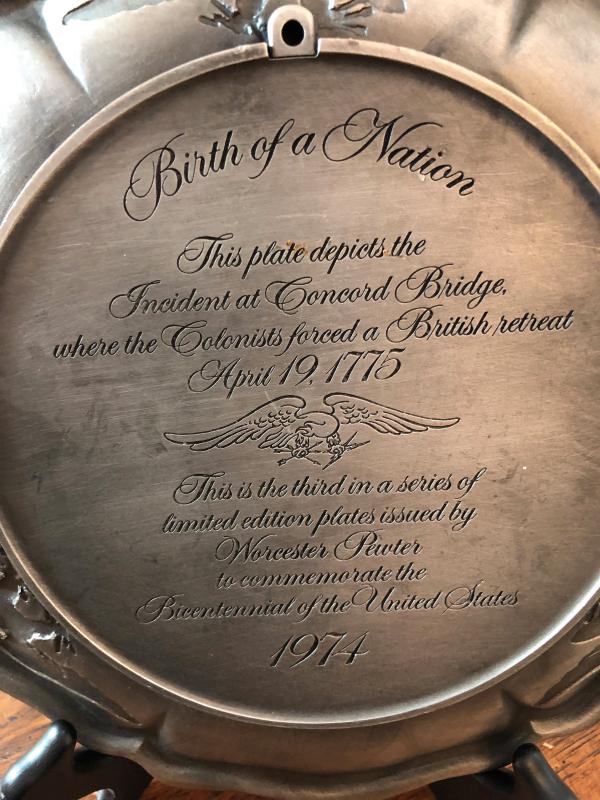 Birth of a Nation
This plate depicts the
Incident at Concord Bridge,
where the Colonists forced a British retreat
April 19, 1775
This is the third in a series of
limited edition plates issued by
Worcester Pewter
to commemorate the
Bicentennial of the United States
1974